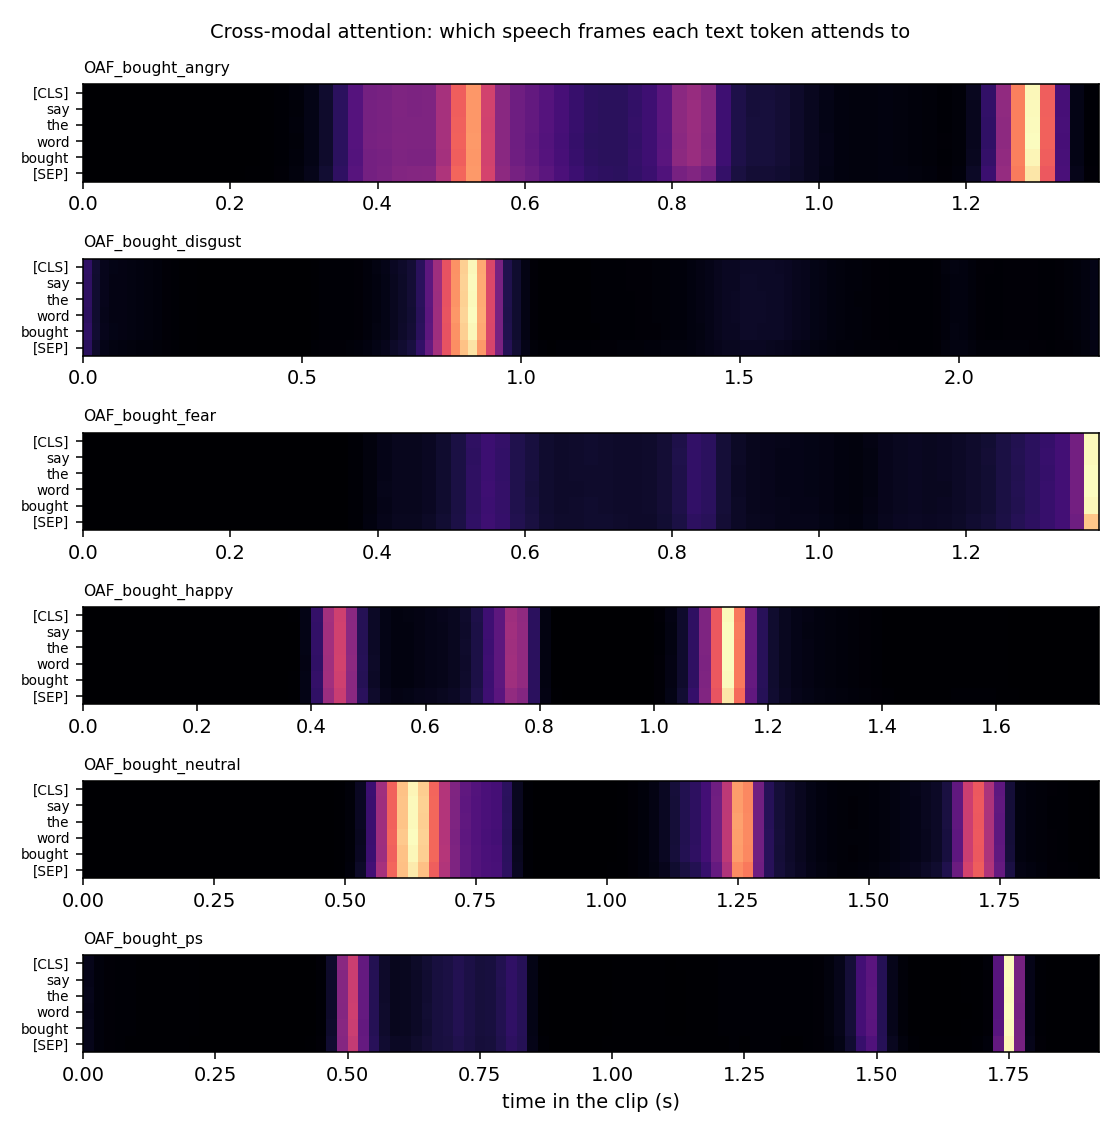 Cross-modal attention: which speech frames each text token attends to
OAF_bought_angry
[CLS]
say
the
word
bought
[SEP]
0.0 0.2 0.4 0.6 0.8 1.0 1.2
OAF_bought_disgust
[CLS]
say
the
word
bought
[SEP]
0.0 0.5 1.0 1.5 2.0
OAF_bought_fear
[CLS]
say
the
word
bought
[SEP]
0.0 0.2 0.4 0.6 0.8 1.0 1.2
OAF_bought_happy
[CLS]
say
the
word
bought
[SEP]
0.0 0.2 0.4 0.6 0.8 1.0 1.2 1.4 1.6
OAF_bought_neutral
[CLS]
say
the
word
bought
[SEP]
0.00 0.25 0.50 0.75 1.00 1.25 1.50 1.75
OAF_bought_ps
[CLS]
say
the
word
bought
[SEP]
0.00 0.25 0.50 0.75 1.00 1.25 1.50 1.75
time in the clip (s)